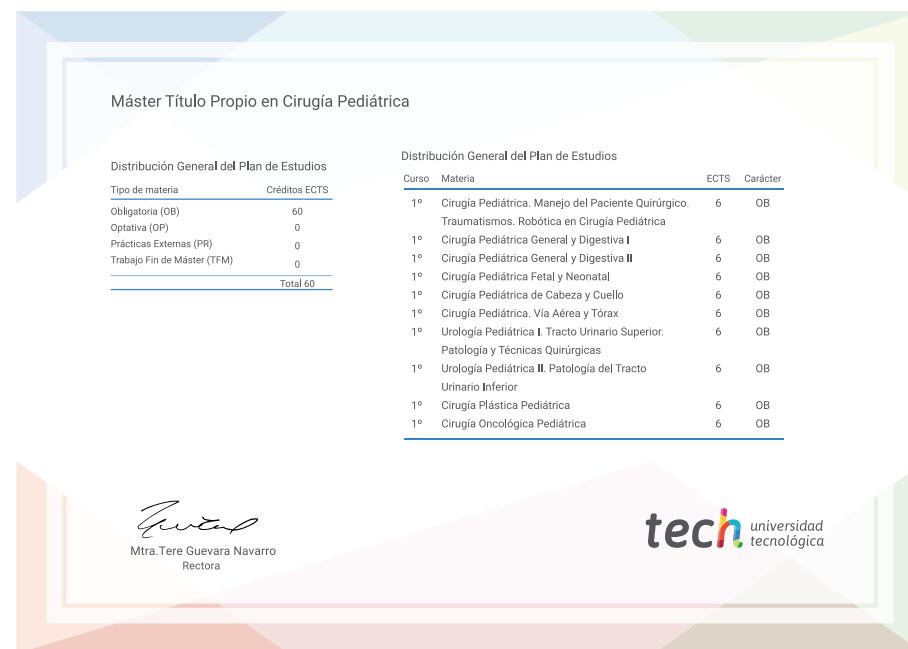 Máster Título Propio en Cirugía Pediátrica
Distribución General del Plan de Estudios
Tipo de materia Créditos ECTS
Obligatoria (OB) 60
Optativa (OP) 0
Prácticas Externas (PR) 0
Trabajo Fin de Máster (TFM) 0
Total 60
Distribución General del Plan de Estudios
Curso Materia ECTS Carácter
1º Cirugía Pediátrica. Manejo del Paciente Quirúrgico. 6 OB
Traumatismos. Robótica en Cirugía Pediátrica
1º Cirugía Pediátrica General y Digestiva I 6 OB
1º Cirugía Pediátrica General y Digestiva II 6 OB
1º Cirugía Pediátrica Fetal y Neonatal 6 OB
1º Cirugía Pediátrica de Cabeza y Cuello 6 OB
1º Cirugía Pediátrica. Vía Aérea y Tórax 6 OB
1º Urología Pediátrica I. Tracto Urinario Superior. 6 OB
Patología y Técnicas Quirúrgicas
1º Urología Pediátrica II. Patología del Tracto 6 OB
Urinario Inferior
1º Cirugía Plástica Pediátrica 6 OB
1º Cirugía Oncológica Pediátrica 6 OB
Mtra.Tere Guevara Navarro
Rectora
tech universidad
tecnológica